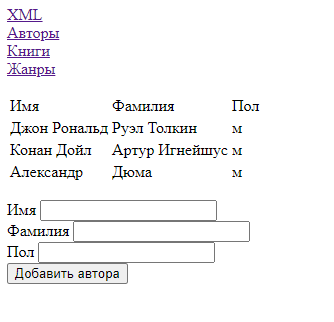 XML
Авторы
Книги
Жанры
Имя Фамилия Пол
Джон Рональд Руэл Толкин м
Конан Дойл Артур Игнейшус м
Александр Дюма м
Имя
Фамилия
Пол
Добавить автора